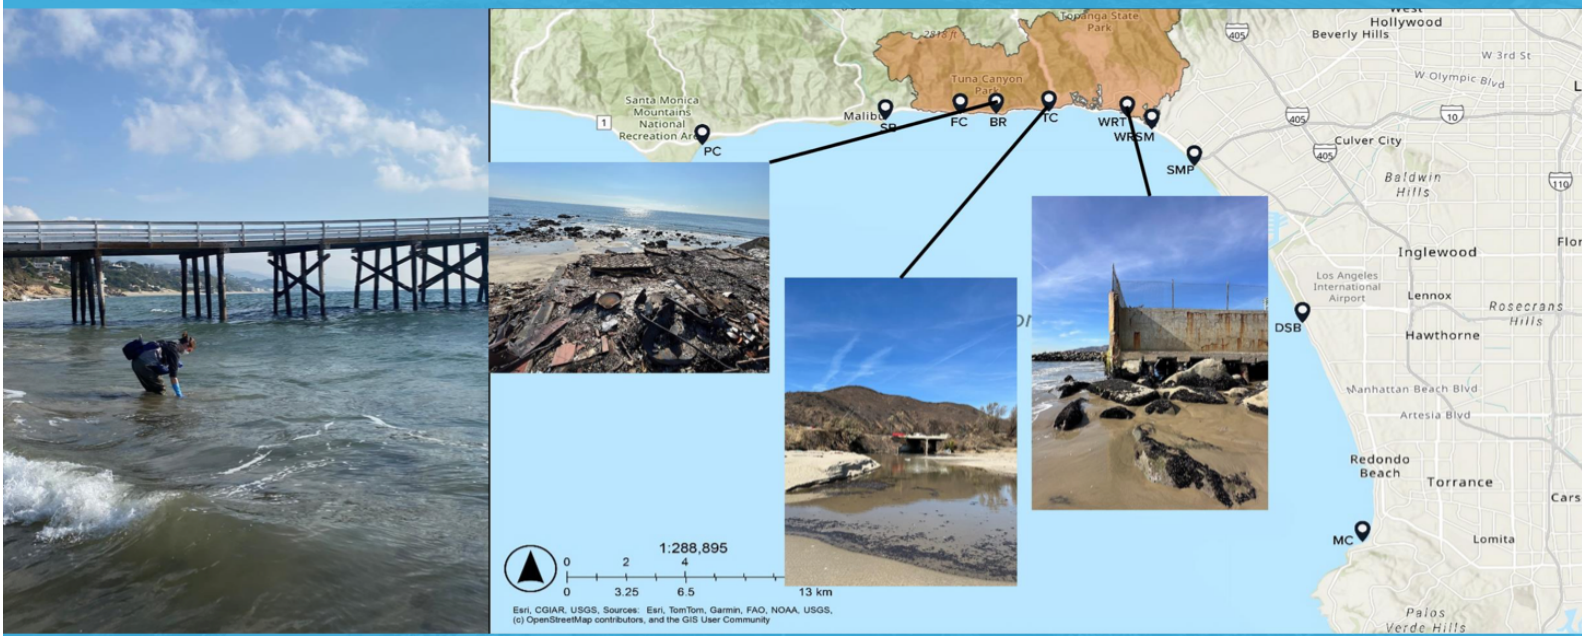 West
Hollywood
Beverly Hills
405
W 3rd St
W Olympic Blvd
Topanga State
Park
2818 ft
Tuna Canyon
Park
Santa Monica
Mountains
National
Recreation Area
1
Malibu
PC
SB
FC
BR
TC
WRT
WRSM
SMP
10
405
405
Culver City
Baldwin
Hills
110
Inglewood
Los Angeles
International
Airport
Lennox
Rosecrans
Hills
DSB
Hawthorne
Manhattan Beach Blvd
Artesia Blvd
Redondo
Beach
Torrance
MC
Lomita
Palos
Verde Hills
1:288,895
0 2 4
0 3.25 6.5 13 km
Esri, CGIAR, USGS, Sources: Esri, TomTom, Garmin, FAO, NOAA, USGS,
(c) OpenStreetMap contributors, and the GIS User Community